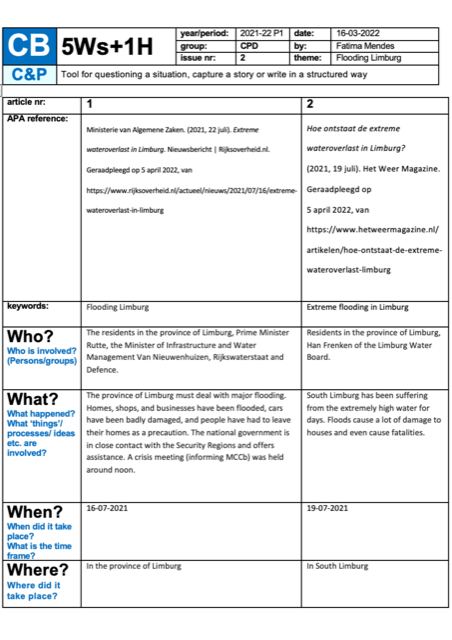 CB
C&P
5Ws+1H
year/period: 2021-22 P1 date: 16-03-2022
group: CPD by: Fatima Mendes
issue nr: 2 theme: Flooding Limburg
Tool for questioning a situation, capture a story or write in a structured way
article nr: 1 2
APA reference:
Ministerie van Algemene Zaken. (2021, 22 juli). Extreme
wateroverlast in Limburg. Nieuwsbericht | Rijksoverheid.nl.
Geraadpleegd op 5 april 2022, van
https://www.rijksoverheid.nl/actueel/nieuws/2021/07/16/extreme-
wateroverlast-in-limburg
Hoe ontstaat de extreme
wateroverlast in Limburg?
(2021, 19 juli). Het Weer Magazine.
Geraadpleegd op
5 april 2022, van
https://www.hetweermagazine.nl/
artikelen/hoe-ontstaat-de-extreme-
wateroverlast-limburg
keywords: Flooding Limburg Extreme flooding in Limburg
Who?
Who is involved?
(Persons/groups)
The residents in the province of Limburg, Prime Minister
Rutte, the Minister of Infrastructure and Water
Management Van Nieuwenhuizen, Rijkswaterstaat and
Defence.
Residents in the province of Limburg,
Han Frenken of the Limburg Water
Board.
What?
What happened?
What 'things'/
processes/ ideas
etc. are
involved?
The province of Limburg must deal with major flooding.
Homes, shops, and businesses have been flooded, cars
have been badly damaged, and people have had to leave
their homes as a precaution. The national government is
in close contact with the Security Regions and offers
assistance. A crisis meeting (informing MCCb) was held
around noon.
South Limburg has been suffering
from the extremely high water for
days. Floods cause a lot of damage to
houses and even cause fatalities.
When?
When did it take
place?
What is the time
frame?
16-07-2021
19-07-2021
Where?
Where did it
take place?
In the province of Limburg
In South Limburg